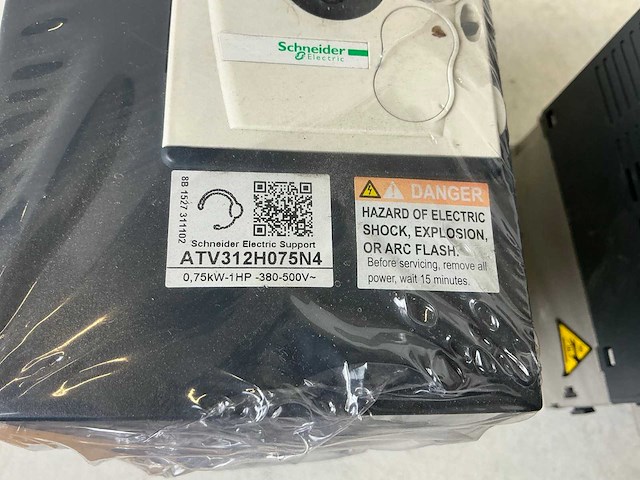 Schneider
Electric
8B 1527 311102
Schneider Electric Support
ATV312H075N4
0,75kW-1HP -380-500V~
DANGER
HAZARD OF ELECTRIC
SHOCK, EXPLOSION,
OR ARC FLASH.
Before servicing, remove all
power, wait 15 minutes.